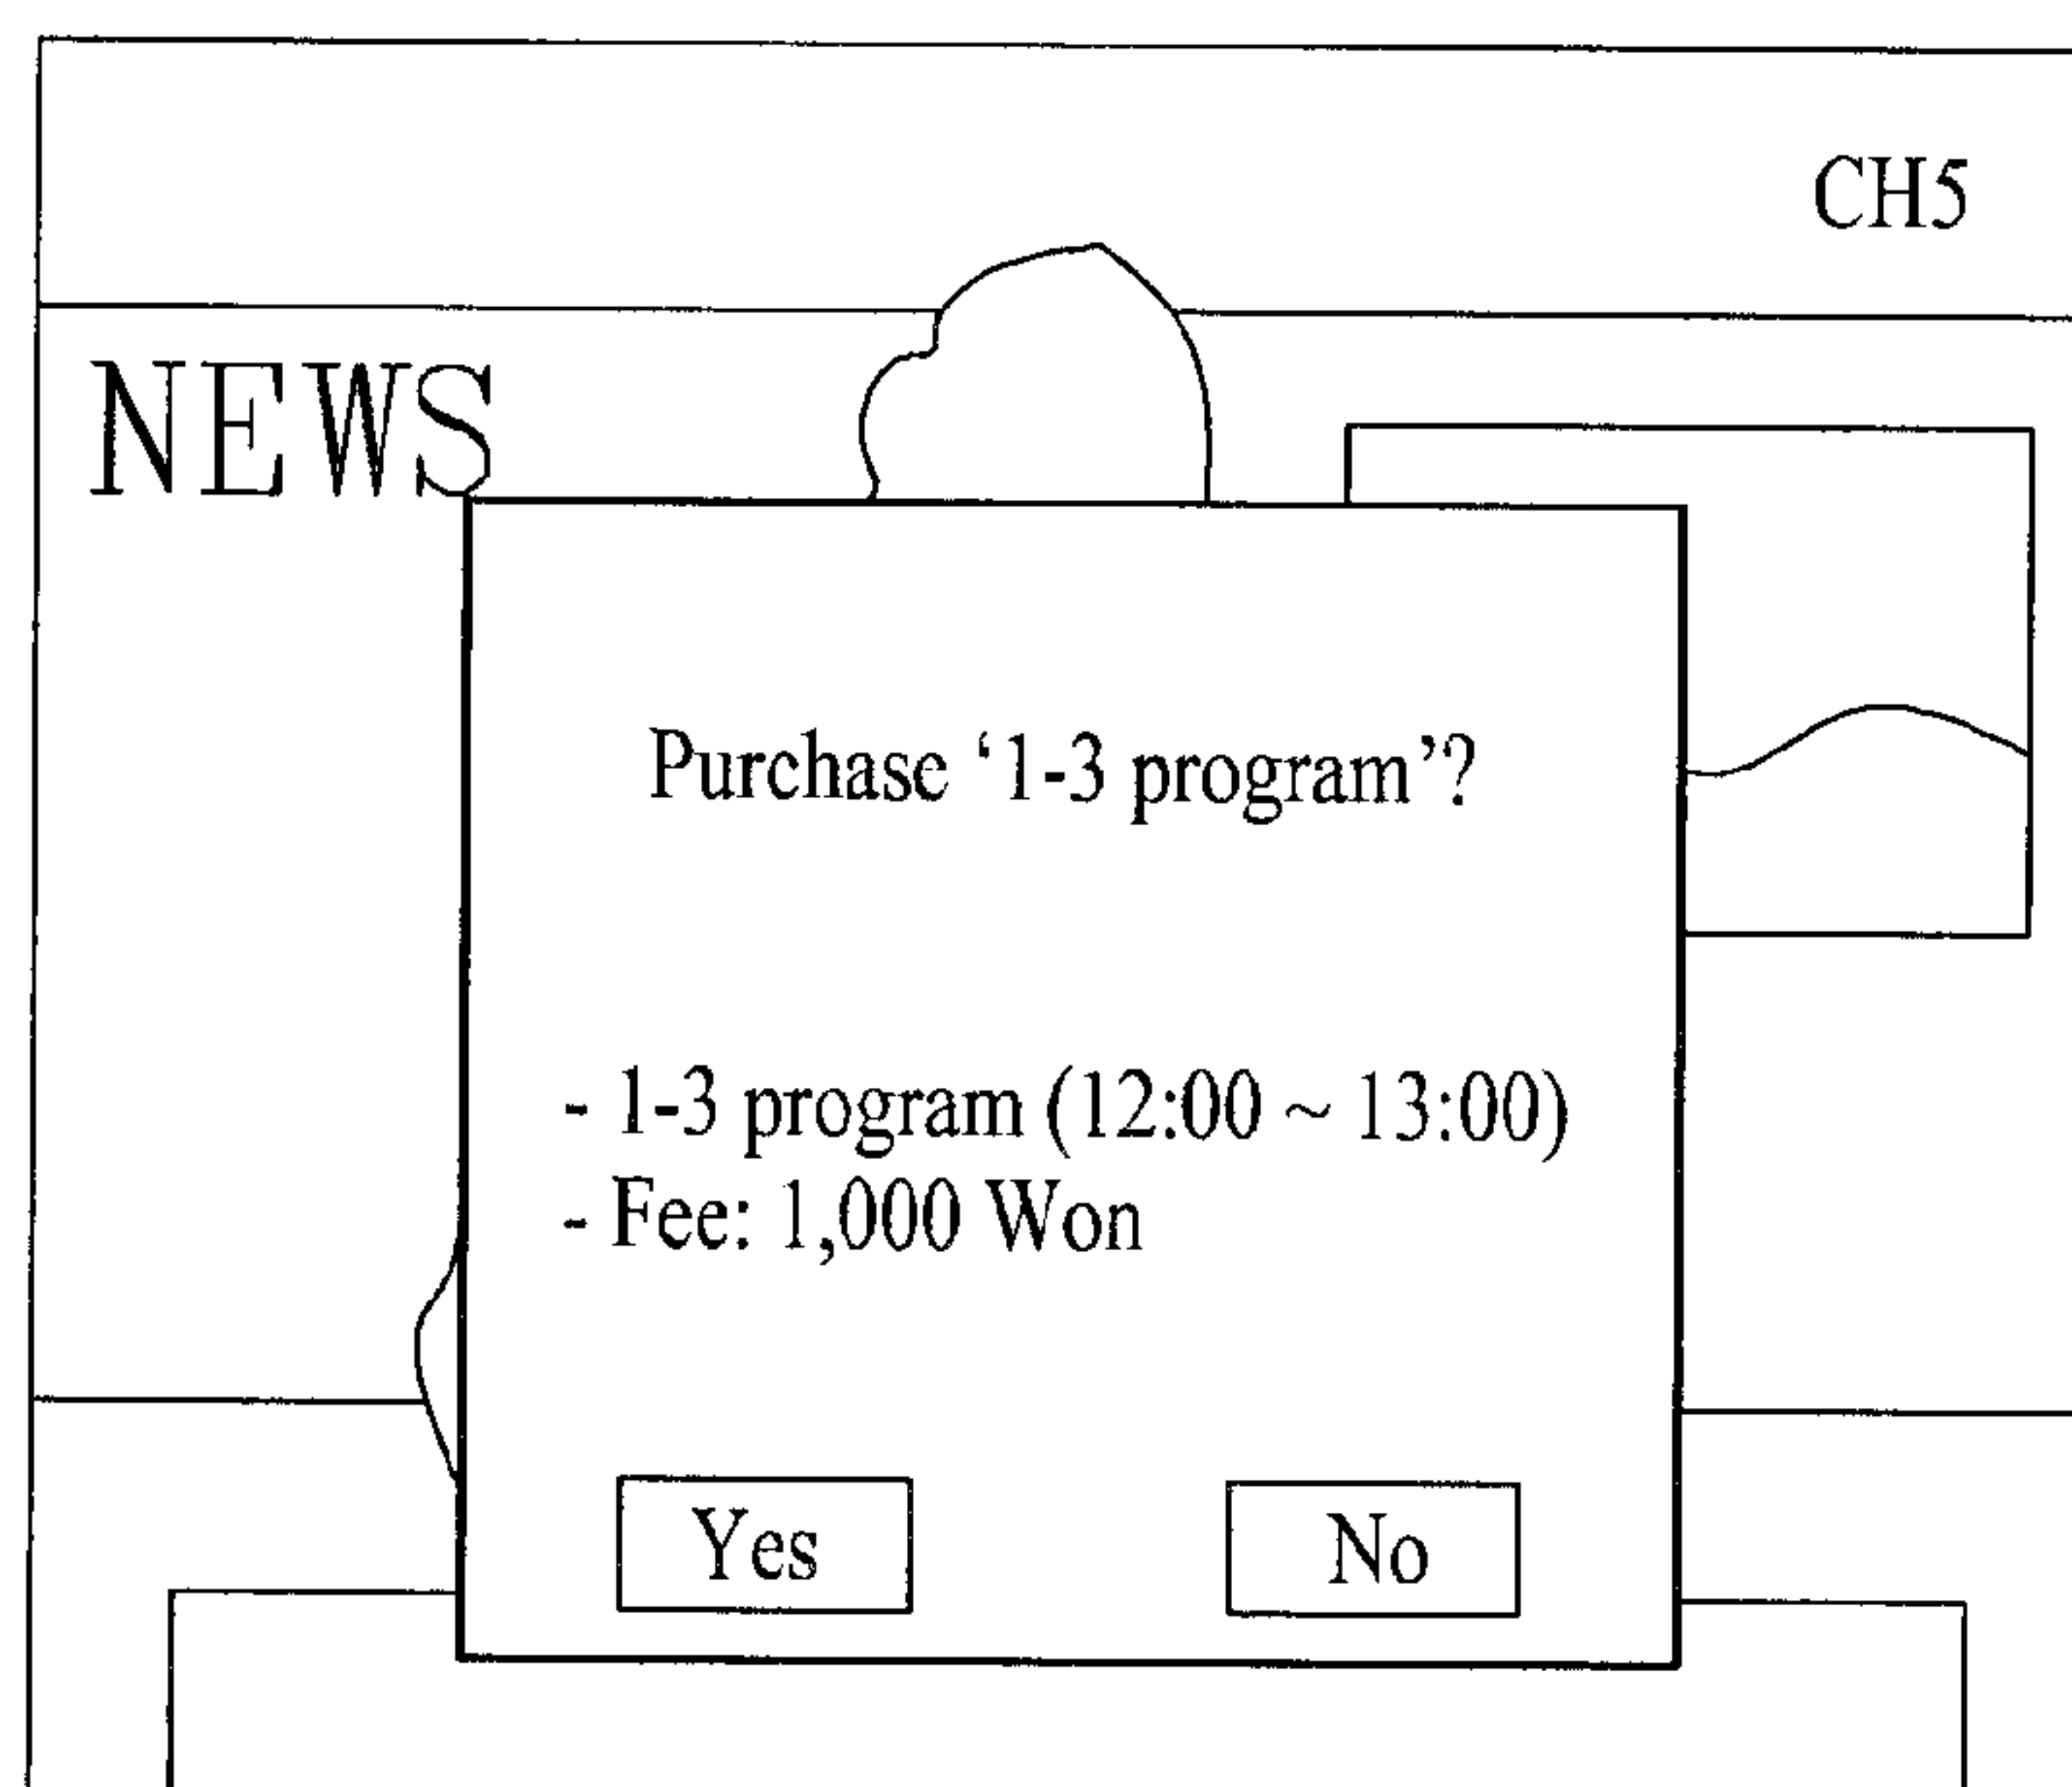 CH5
NEWS
Purchase ‘1-3 program’?
- 1-3 program (12:00 ~ 13:00)
- Fee: 1,000 Won
Yes
No